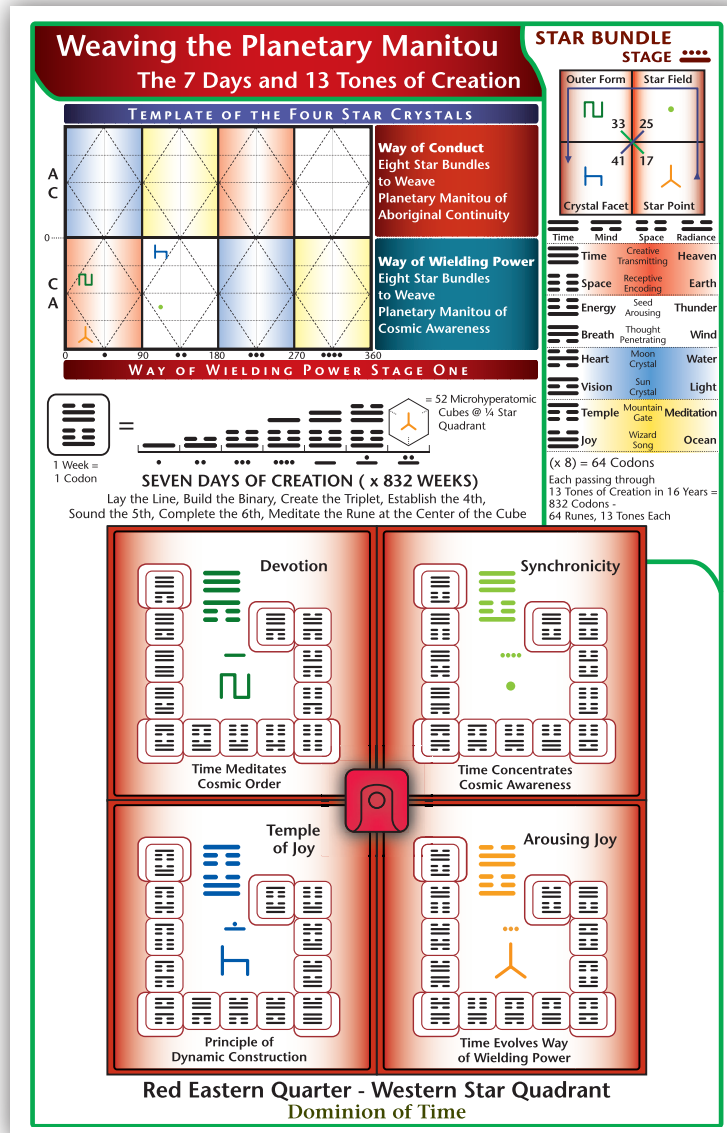 Weaving the Planetary Manitou
The 7 Days and 13 Tones of Creation
STAR BUNDLE
STAGE
Outer Form
Star Field
33
25
41
17
Crystal Facet
Star Point
TEMPLATE OF THE FOUR STAR CRYSTALS
A
C
0
C
A
0
90
180
270
360
Way of Conduct
Eight Star Bundles
to Weave
Planetary Manitou of
Aboriginal Continuity
Way of Wielding Power
Eight Star Bundles
to Weave
Planetary Manitou of
Cosmic Awareness
WAY OF WIELDING POWER STAGE ONE
Time Mind Space Radiance
Time Creative Transmitting Heaven
Space Receptive Encoding Earth
Energy Seed Arousing Thunder
Breath Thought Penetrating Wind
Heart Moon Crystal Water
Vision Sun Crystal Light
Temple Mountain Gate Meditation
Joy Wizard Song Ocean
(x 8) = 64 Codons
Each passing through
13 Tones of Creation in 16 Years =
832 Codons -
64 Runes, 13 Tones Each
1 Week =
1 Codon
=
= 52 Microhyperatomic
Cubes @ ¼ Star
Quadrant
SEVEN DAYS OF CREATION ( x 832 WEEKS)
Lay the Line, Build the Binary, Create the Triplet, Establish the 4th,
Sound the 5th, Complete the 6th, Meditate the Rune at the Center of the Cube
Devotion
Time Meditates
Cosmic Order
Synchronicity
Time Concentrates
Cosmic Awareness
Temple
of Joy
Principle of
Dynamic Construction
Arousing Joy
Time Evolves Way
of Wielding Power
Red Eastern Quarter - Western Star Quadrant
Dominion of Time